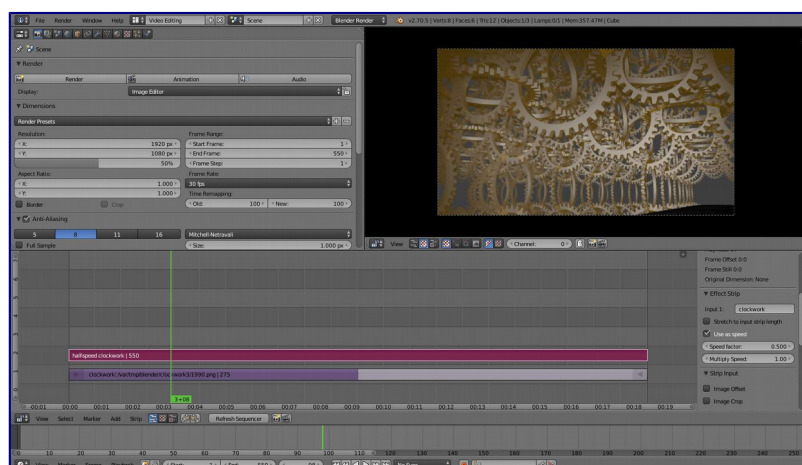 File Render Window Help Video Editing Scene Blender Render v2.70.5 | Verts:8 | Faces:6 | Tris:12 | Objects:1/3 | Lamps:0/1 | Mem:357.47M | Cube
Scene
Render
Render Animation Audio
Display: Image Editor
Dimensions
Render Presets
Resolution: Frame Range:
X: 1920 px Start Frame: 1
Y: 1080 px End Frame: 550
50% Frame Step: 1
Aspect Ratio: Frame Rate:
X: 1.000 30 fps
Y: 1.000 Time Remapping:
Border Crop Old: 100 New: 100
Anti-Aliasing
5 8 11 16 Mitchell-Netravali
Full Sample Size: 1.000 px
View Channel: 0
Frame Offset 0:0
Frame Still 0:0
Original Dimension: None
Effect Strip
Input 1: clockwork
Stretch to input strip length
Use as speed
Speed factor: 0.500
Multiply Speed: 1.00
Strip Input
Image Offset
Image Crop
halfspeed clockwork | 550
clockwork: /var/tmp/blender/clockwork3/1990.png | 275
3+08
-00:01 00:00 00:01 00:02 00:03 00:04 00:05 00:06 00:07 00:08 00:09 00:10 00:11 00:12 00:13 00:14 00:15 00:16 00:17 00:18 00:19
View Select Marker Add Strip Refresh Sequencer
0 10 20 30 40 50 60 70 80 90 100 110 120 130 140 150 160 170 180 190 200 210 220 230 240 250